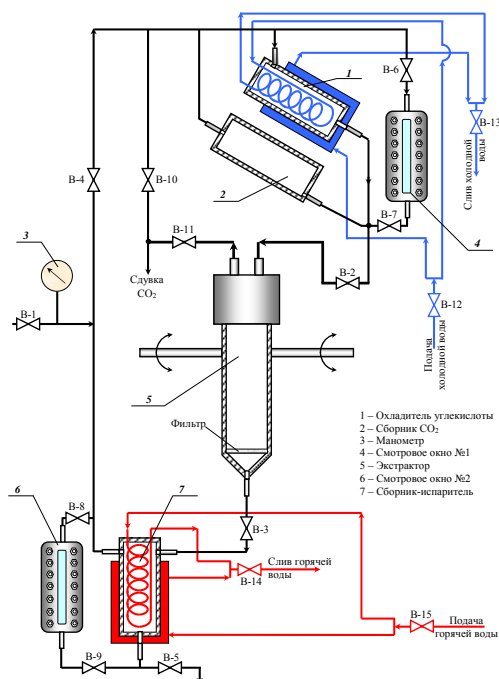 1
В-6
В-13
Слив холодной
воды
В-4
В-10
2
В-7
4
3
В-11
В-2
Сдувка
CO2
В-1
В-12
Подача
холодной воды
5
Фильтр
1 – Охладитель углекислоты
2 – Сборник CO2
3 – Манометр
4 – Смотровое окно №1
5 – Экстрактор
6 – Смотровое окно №2
7 – Сборник-испаритель
6
В-8
7
В-3
Слив горячей
воды
В-14
В-15
Подача
горячей воды
В-9
В-5